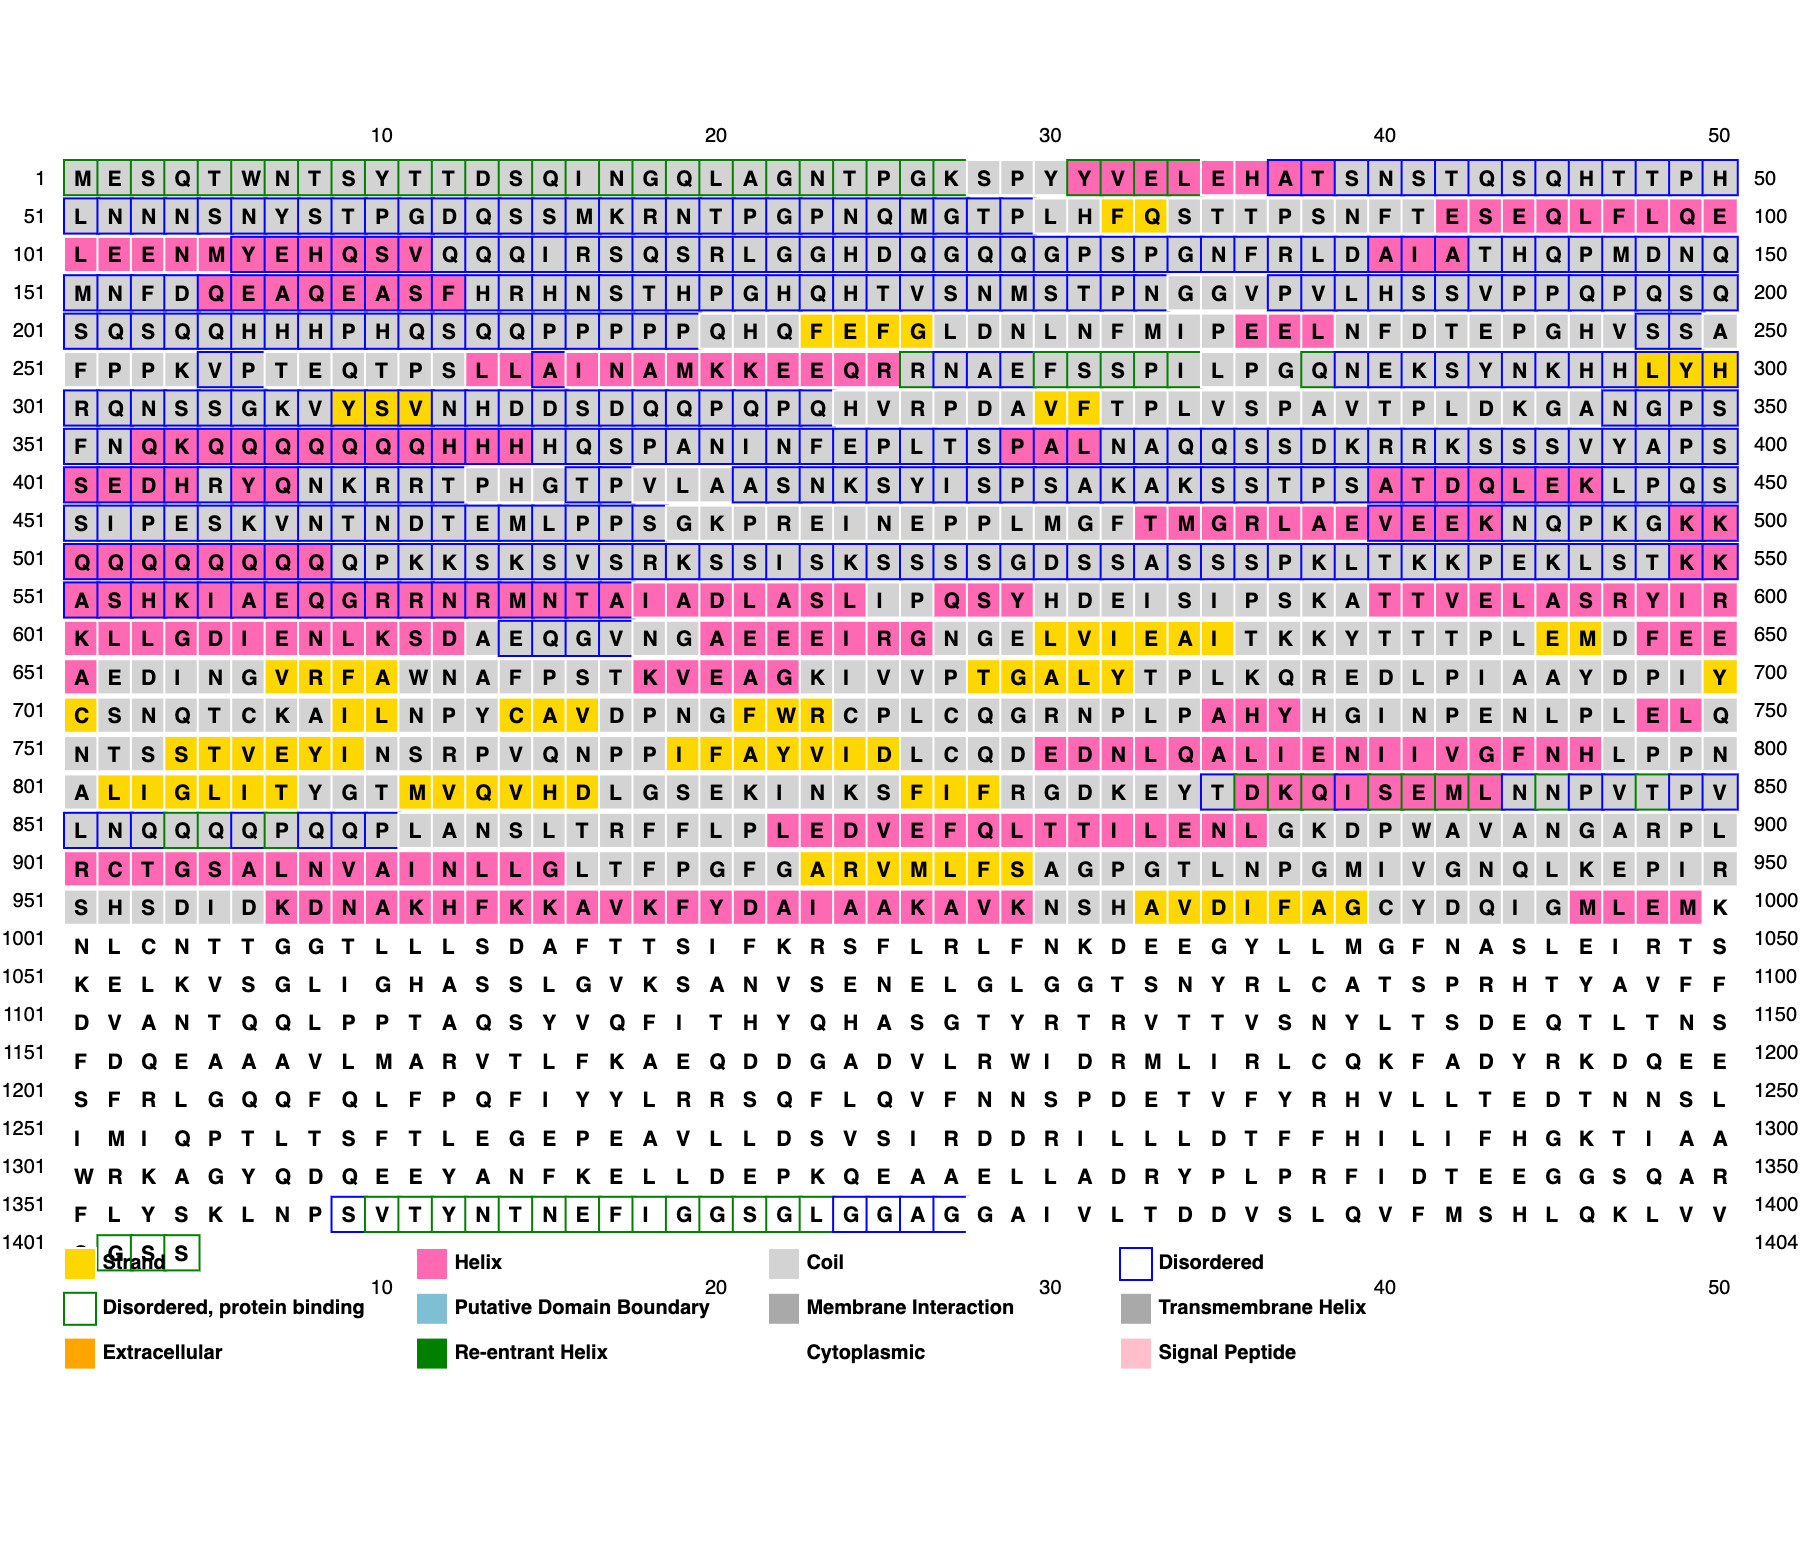 10 20 30 40 50
1 M E S Q T W N T S Y T T D S Q I N G Q L A G N T P G K S P Y Y V E L E H A T S N S T Q S Q H T T P H 50
51 L N N N S N Y S T P G D Q S S M K R N T P G P N Q M G T P L H F Q S T T P S N F T E S E Q L F L Q E 100
101 L E E N M Y E H Q S V Q Q Q I R S Q S R L G G H D Q G Q Q G P S P G N F R L D A I A T H Q P M D N Q 150
151 M N F D Q E A Q E A S F H R H N S T H P G H Q H T V S N M S T P N G G V P V L H S S V P P Q P Q S Q 200
201 S Q S Q Q H H H P H Q S Q Q P P P P P Q H Q F E F G L D N L N F M I P E E L N F D T E P G H V S S A 250
251 F P P K V P T E Q T P S L L A I N A M K K E E Q R R N A E F S S P I L P G Q N E K S Y N K H H L Y H 300
301 R Q N S S G K V Y S V N H D D S D Q Q P Q P Q H V R P D A V F T P L V S P A V T P L D K G A N G P S 350
351 F N Q K Q Q Q Q Q Q Q H H H H Q S P A N I N F E P L T S P A L N A Q Q S S D K R R K S S S V Y A P S 400
401 S E D H R Y Q N K R R T P H G T P V L A A S N K S Y I S P S A K A K S S T P S A T D Q L E K L P Q S 450
451 S I P E S K V N T N D T E M L P P S G K P R E I N E P P L M G F T M G R L A E V E E K N Q P K G K K 500
501 Q Q Q Q Q Q Q Q Q P K K S K S V S R K S S I S K S S S S G D S S A S S S P K L T K K P E K L S T K K 550
551 A S H K I A E Q G R R N R M N T A I A D L A S L I P Q S Y H D E I S I P S K A T T V E L A S R Y I R 600
601 K L L G D I E N L K S D A E Q G V N G A E E E I R G N G E L V I E A I T K K Y T T T P L E M D F E E 650
651 A E D I N G V R F A W N A F P S T K V E A G K I V V P T G A L Y T P L K Q R E D L P I A A Y D P I Y 700
701 C S N Q T C K A I L N P Y C A V D P N G F W R C P L C Q G R N P L P A H Y H G I N P E N L P L E L Q 750
751 N T S S T V E Y I N S R P V Q N P P I F A Y V I D L C Q D E D N L Q A L I E N I I V G F N H L P P N 800
801 A L I G L I T Y G T M V Q V H D L G S E K I N K S F I F R G D K E Y T D K Q I S E M L N N P V T P V 850
851 L N Q Q Q Q P Q Q P L A N S L T R F F L P L E D V E F Q L T T I L E N L G K D P W A V A N G A R P L 900
901 R C T G S A L N V A I N L L G L T F P G F G A R V M L F S A G P G T L N P G M I V G N Q L K E P I R 950
951 S H S D I D K D N A K H F K K A V K F Y D A I A A K A V K N S H A V D I F A G C Y D Q I G M L E M K 1000
1001 N L C N T T G G T L L L S D A F T T S I F K R S F L R L F N K D E E G Y L L M G F N A S L E I R T S 1050
1051 K E L K V S G L I G H A S S L G V K S A N V S E N E L G L G G T S N Y R L C A T S P R H T Y A V F F 1100
1101 D V A N T Q Q L P P T A Q S Y V Q F I T H Y Q H A S G T Y R T R V T T V S N Y L T S D E Q T L T N S 1150
1151 F D Q E A A A V L M A R V T L F K A E Q D D G A D V L R W I D R M L I R L C Q K F A D Y R K D Q E E 1200
1201 S F R L G Q Q F Q L F P Q F I Y Y L R R S Q F L Q V F N N S P D E T V F Y R H V L L T E D T N N S L 1250
1251 I M I Q P T L T S F T L E G E P E A V L L D S V S I R D D R I L L L D T F F H I L I F H G K T I A A 1300
1301 W R K A G Y Q D Q E E Y A N F K E L L D E P K Q E A A E L L A D R Y P L P R F I D T E E G G S Q A R 1350
1351 F L Y S K L N P S V T Y N T N E F I G G S G L G G A G G A I V L T D D V S L Q V F M S H L Q K L V V 1400
1401 G S S 1404
Strand Helix Coil Disordered
10 20 30 40 50
Disordered, protein binding Putative Domain Boundary Membrane Interaction Transmembrane Helix
Extracellular Re-entrant Helix Cytoplasmic Signal Peptide